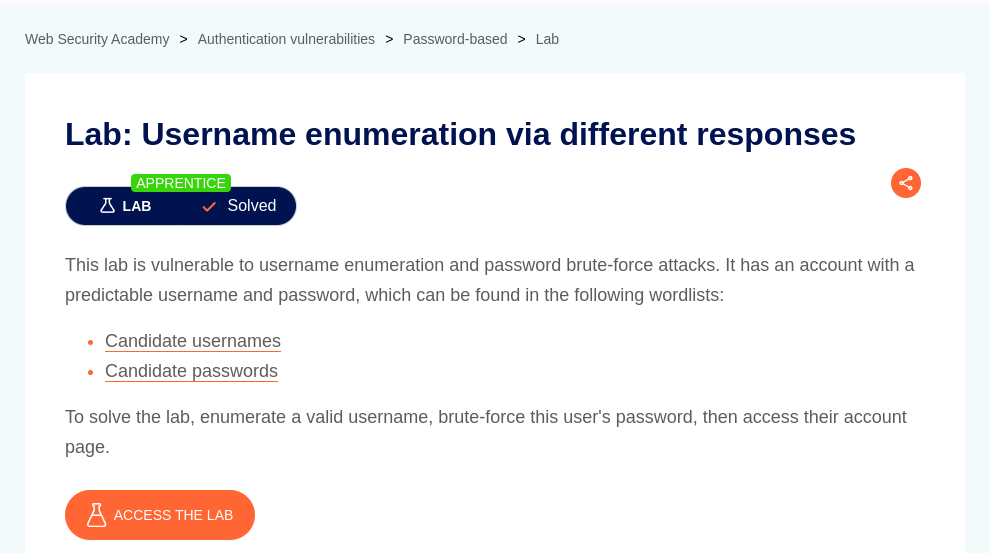 Web Security Academy > Authentication vulnerabilities > Password-based > Lab
Lab: Username enumeration via different responses
APPRENTICE
LAB Solved
This lab is vulnerable to username enumeration and password brute-force attacks. It has an account with a
predictable username and password, which can be found in the following wordlists:
• Candidate usernames
• Candidate passwords
To solve the lab, enumerate a valid username, brute-force this user's password, then access their account
page.
ACCESS THE LAB